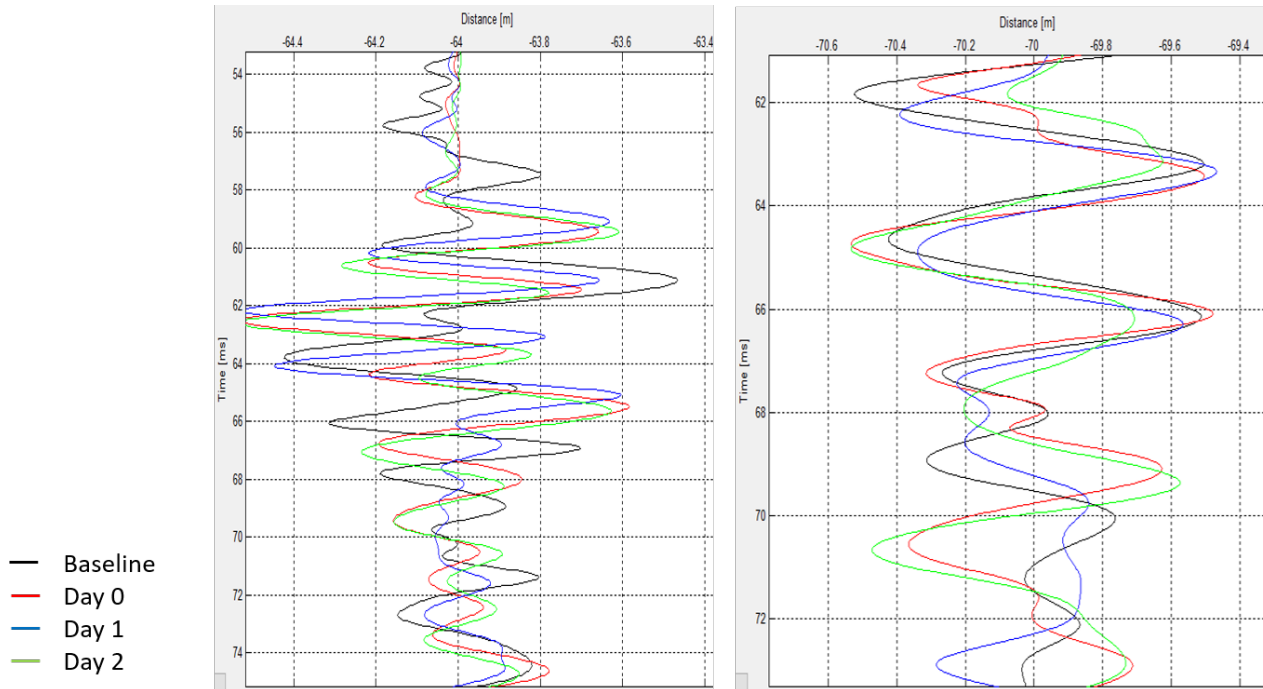 Distance [m]
-64.4 -64.2 -64 -63.8 -63.6 -63.4
Time [ms]
54
56
58
60
62
64
66
68
70
72
74
Distance [m]
-70.6 -70.4 -70.2 -70 -69.8 -69.6 -69.4
Time [ms]
62
64
66
68
70
72
Baseline
Day 0
Day 1
Day 2